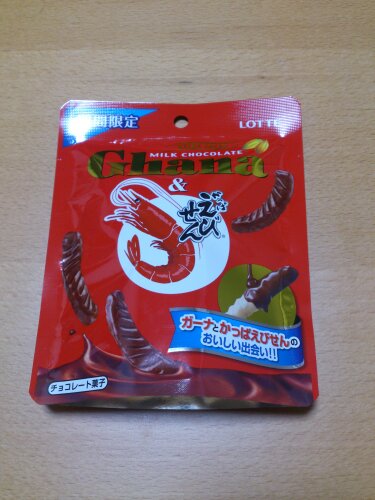 期間限定
LOTTE
MILK CHOCOLATE
Ghana
&
かっぱ
えび
せん
ガーナとかっぱえびせんの
おいしい出会い!!
チョコレート菓子